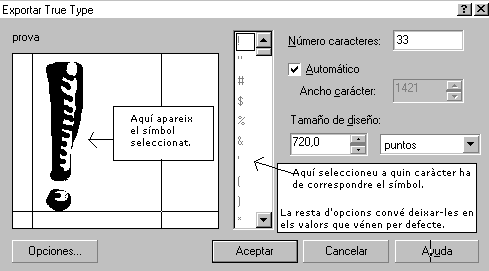 Exportar True Type
prova
Número caracteres: 33
Automático
Ancho carácter: 1421
Tamaño de diseño:
720,0 puntos
!
"
#
$
%
&
'
(
)
*
Aquí apareix
el símbol
seleccionat.
Aquí seleccioneu a quin caràcter ha
de correspondre el símbol.
La resta d'opcions convé deixar-les en
els valors que vénen per defecte.
Opciones...
Aceptar
Cancelar
Ayuda